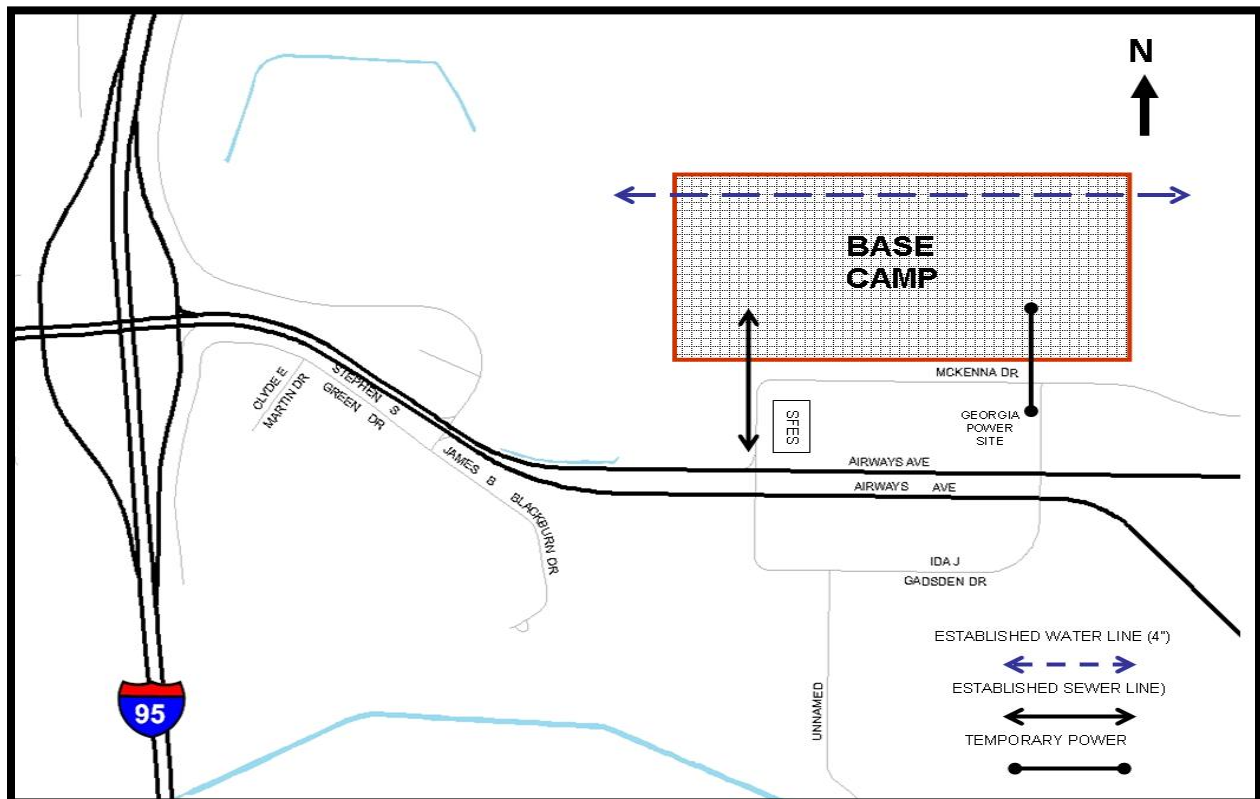 N
BASE
CAMP
MCKENNA DR
CLYDE E
MARTIN DR
STEPHEN S
GREEN DR
SFES
GEORGIA
POWER
SITE
JAMES B BLACKBURN DR
AIRWAYS AVE
AIRWAYS AVE
IDA J
GADSDEN DR
ESTABLISHED WATER LINE (4")
ESTABLISHED SEWER LINE)
TEMPORARY POWER
UNNAMED
95